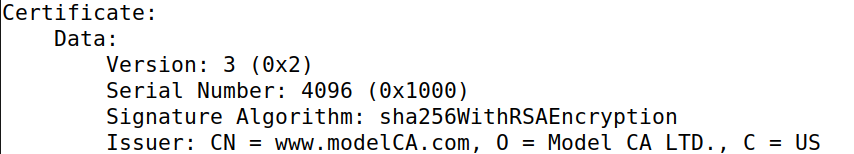 Certificate:
Data:
Version: 3 (0x2)
Serial Number: 4096 (0x1000)
Signature Algorithm: sha256WithRSAEncryption
Issuer: CN = www.modelCA.com, O = Model CA LTD., C = US